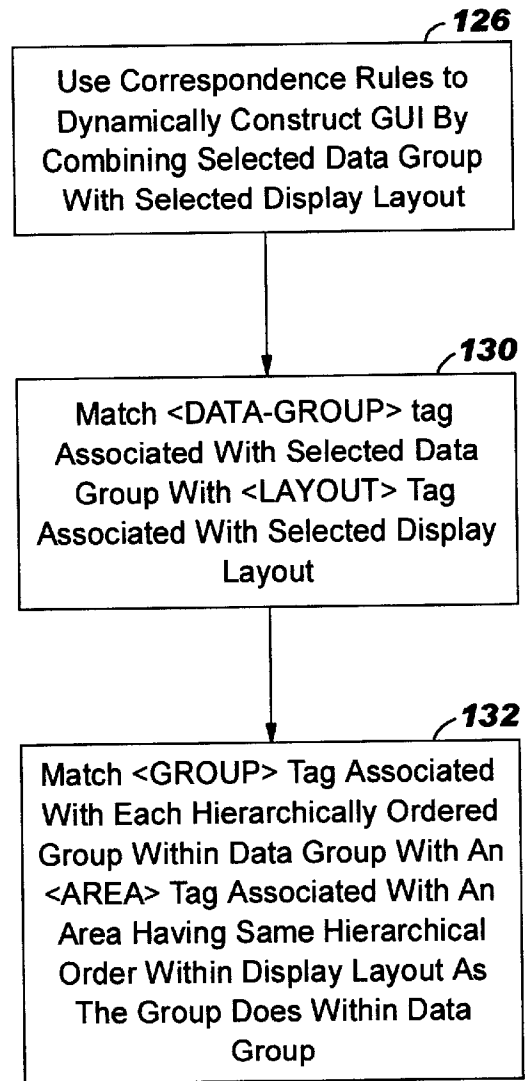 126
Use Correspondence Rules to
Dynamically Construct GUI By
Combining Selected Data Group
With Selected Display Layout
130
Match <DATA-GROUP> tag
Associated With Selected Data
Group With <LAYOUT> Tag
Associated With Selected Display
Layout
132
Match <GROUP> Tag Associated
With Each Hierarchically Ordered
Group Within Data Group With An
<AREA> Tag Associated With An
Area Having Same Hierarchical
Order Within Display Layout As
The Group Does Within Data
Group